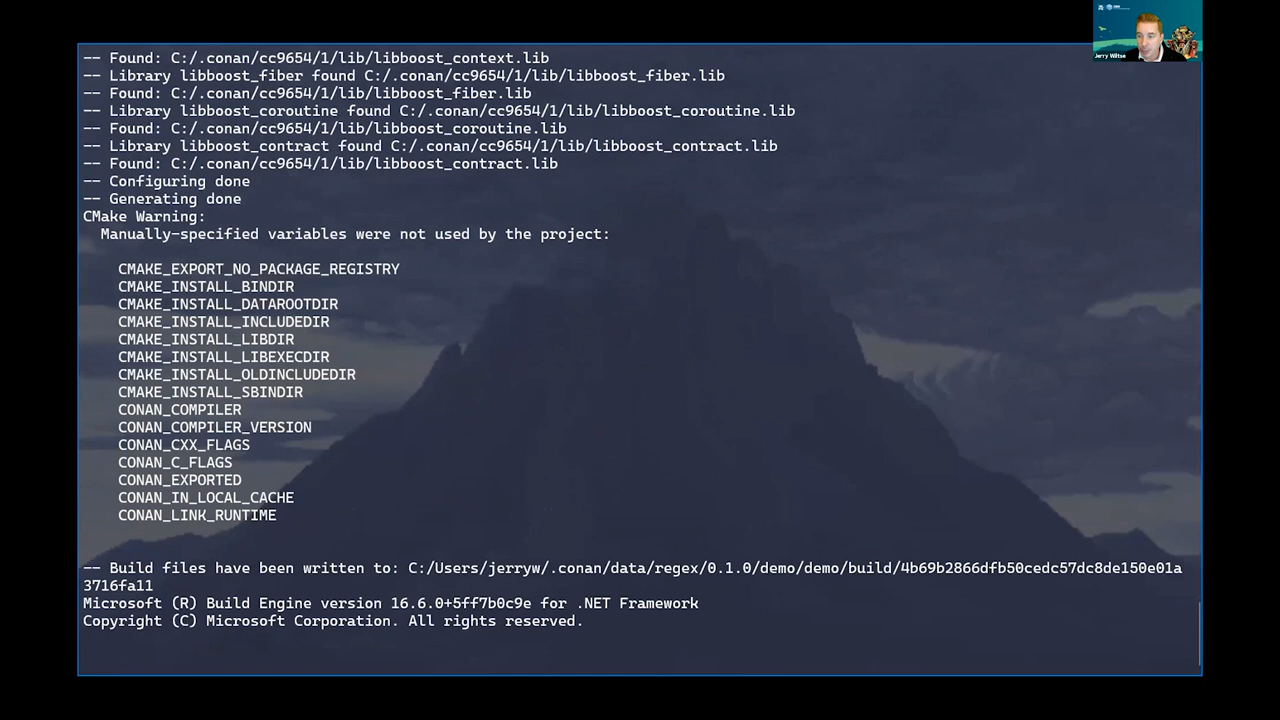 -- Found: C:/.conan/cc9654/1/lib/libboost_context.lib
-- Library libboost_fiber found C:/.conan/cc9654/1/lib/libboost_fiber.lib
-- Found: C:/.conan/cc9654/1/lib/libboost_fiber.lib
-- Library libboost_coroutine found C:/.conan/cc9654/1/lib/libboost_coroutine.lib
-- Found: C:/.conan/cc9654/1/lib/libboost_coroutine.lib
-- Library libboost_contract found C:/.conan/cc9654/1/lib/libboost_contract.lib
-- Found: C:/.conan/cc9654/1/lib/libboost_contract.lib
-- Configuring done
-- Generating done
CMake Warning:
Manually-specified variables were not used by the project:
CMAKE_EXPORT_NO_PACKAGE_REGISTRY
CMAKE_INSTALL_BINDIR
CMAKE_INSTALL_DATAROOTDIR
CMAKE_INSTALL_INCLUDEDIR
CMAKE_INSTALL_LIBDIR
CMAKE_INSTALL_LIBEXECDIR
CMAKE_INSTALL_OLDINCLUDEDIR
CMAKE_INSTALL_SBINDIR
CONAN_COMPILER
CONAN_COMPILER_VERSION
CONAN_CXX_FLAGS
CONAN_C_FLAGS
CONAN_EXPORTED
CONAN_IN_LOCAL_CACHE
CONAN_LINK_RUNTIME
-- Build files have been written to: C:/Users/jerryw/.conan/data/regex/0.1.0/demo/demo/build/4b69b2866dfb50cedc57dc8de150e01a
3716fa11
Microsoft (R) Build Engine version 16.6.0+5ff7b0c9e for .NET Framework
Copyright (C) Microsoft Corporation. All rights reserved.
Jerry Wiltse